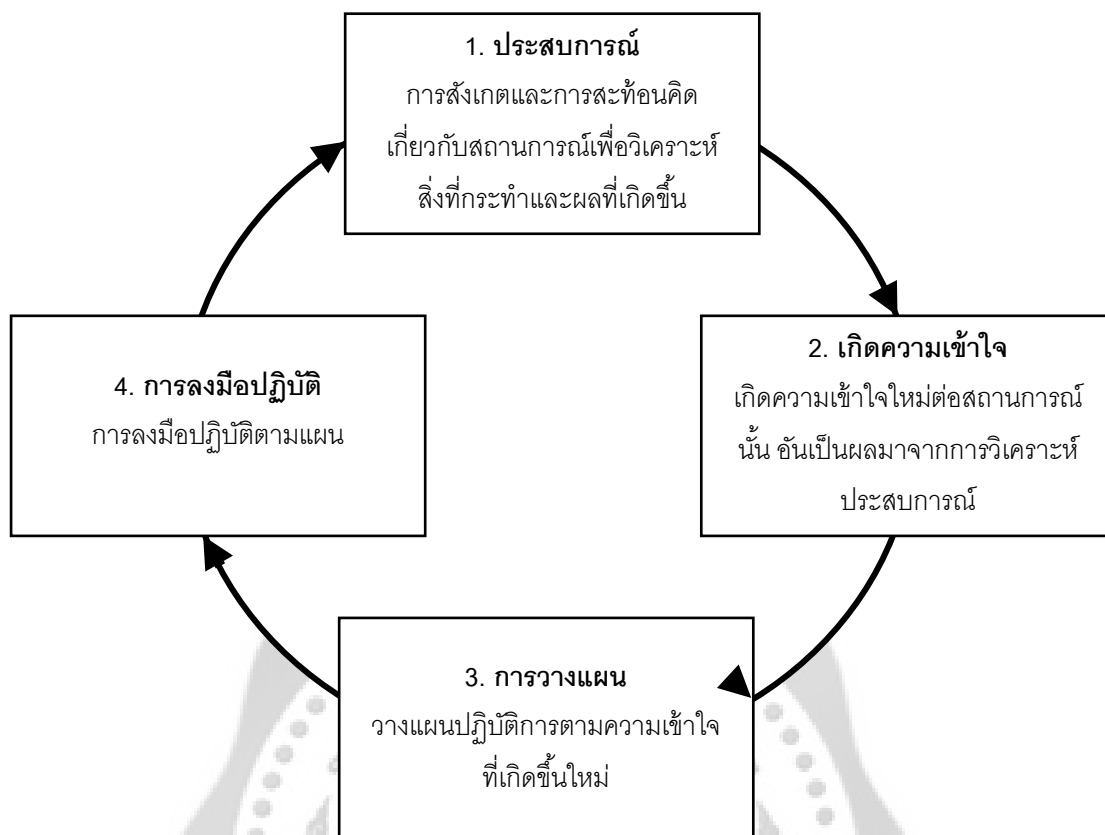 1. ประสบการณ์
การสังเกตและการสะท้อนคิด
เกี่ยวกับสถานการณ์เพื่อวิเคราะห์
สิ่งที่กระทำและผลที่เกิดขึ้น
2. เกิดความเข้าใจ
เกิดความเข้าใจใหม่ต่อสถานการณ์
นั้น อันเป็นผลมาจากการวิเคราะห์
ประสบการณ์
3. การวางแผน
วางแผนปฏิบัติการตามความเข้าใจ
ที่เกิดขึ้นใหม่
4. การลงมือปฏิบัติ
การลงมือปฏิบัติตามแผน